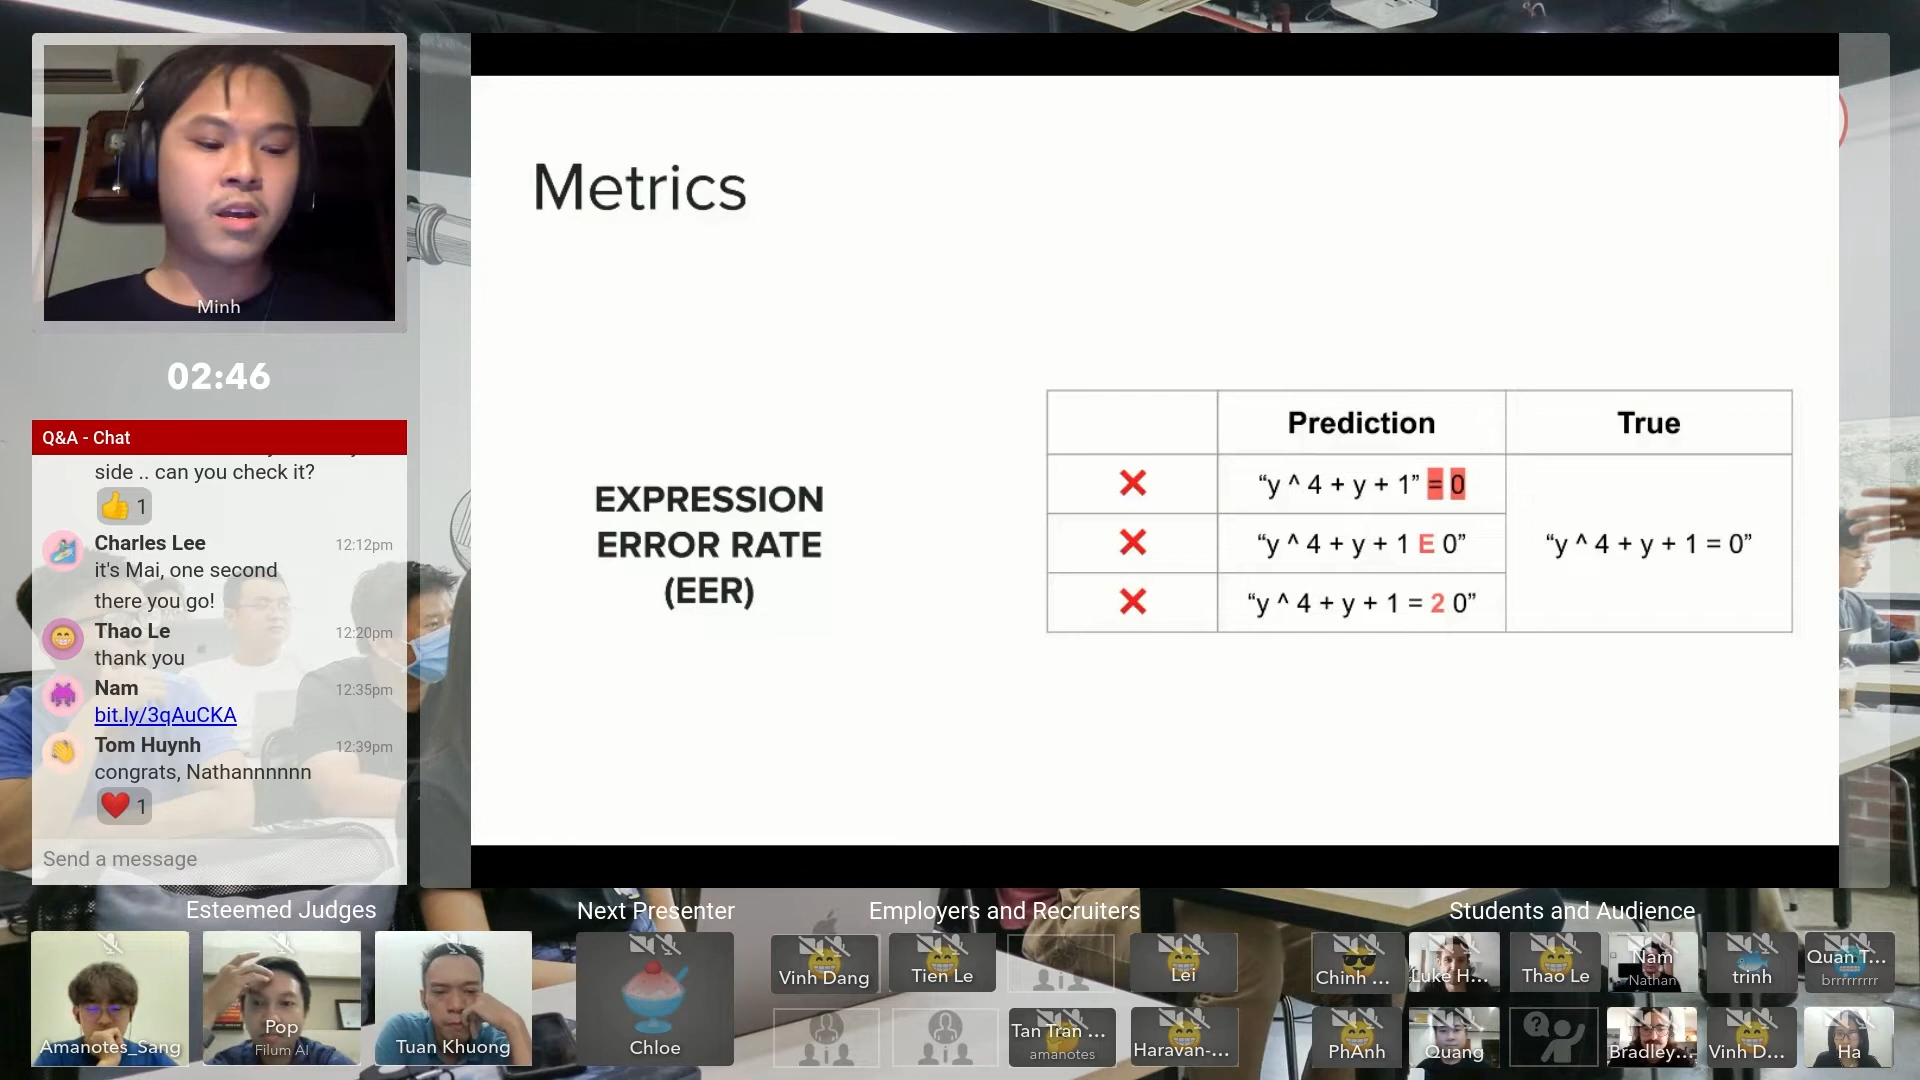 Minh
02:46
Q&A - Chat
side .. can you check it?
👍 1
Charles Lee 12:12pm
it's Mai, one second
there you go!
Thao Le 12:20pm
thank you
Nam 12:35pm
bit.ly/3qAuCKA
Tom Huynh 12:39pm
congrats, Nathannnnnn
❤️ 1
Send a message
Metrics
EXPRESSION
ERROR RATE
(EER)
Prediction True
❌ “y ^ 4 + y + 1” “= 0
❌ “y ^ 4 + y + 1 E 0” “y ^ 4 + y + 1 = 0”
❌ “y ^ 4 + y + 1 = 2 0”
Esteemed Judges
Amanotes_Sang
Pop
Filum AI
Tuan Khuong
Next Presenter
Chloe
Employers and Recruiters
Vinh Dang
Tien Le
Lei
Tan Tran ...
amanotes
Haravan-...
Students and Audience
Chinh ...
Luke H...
Thao Le
Nam
Nathan
trinh
Quan T...
brrrrrrrrr
PhAnh
Quang
Bradley...
Vinh D...
Ha